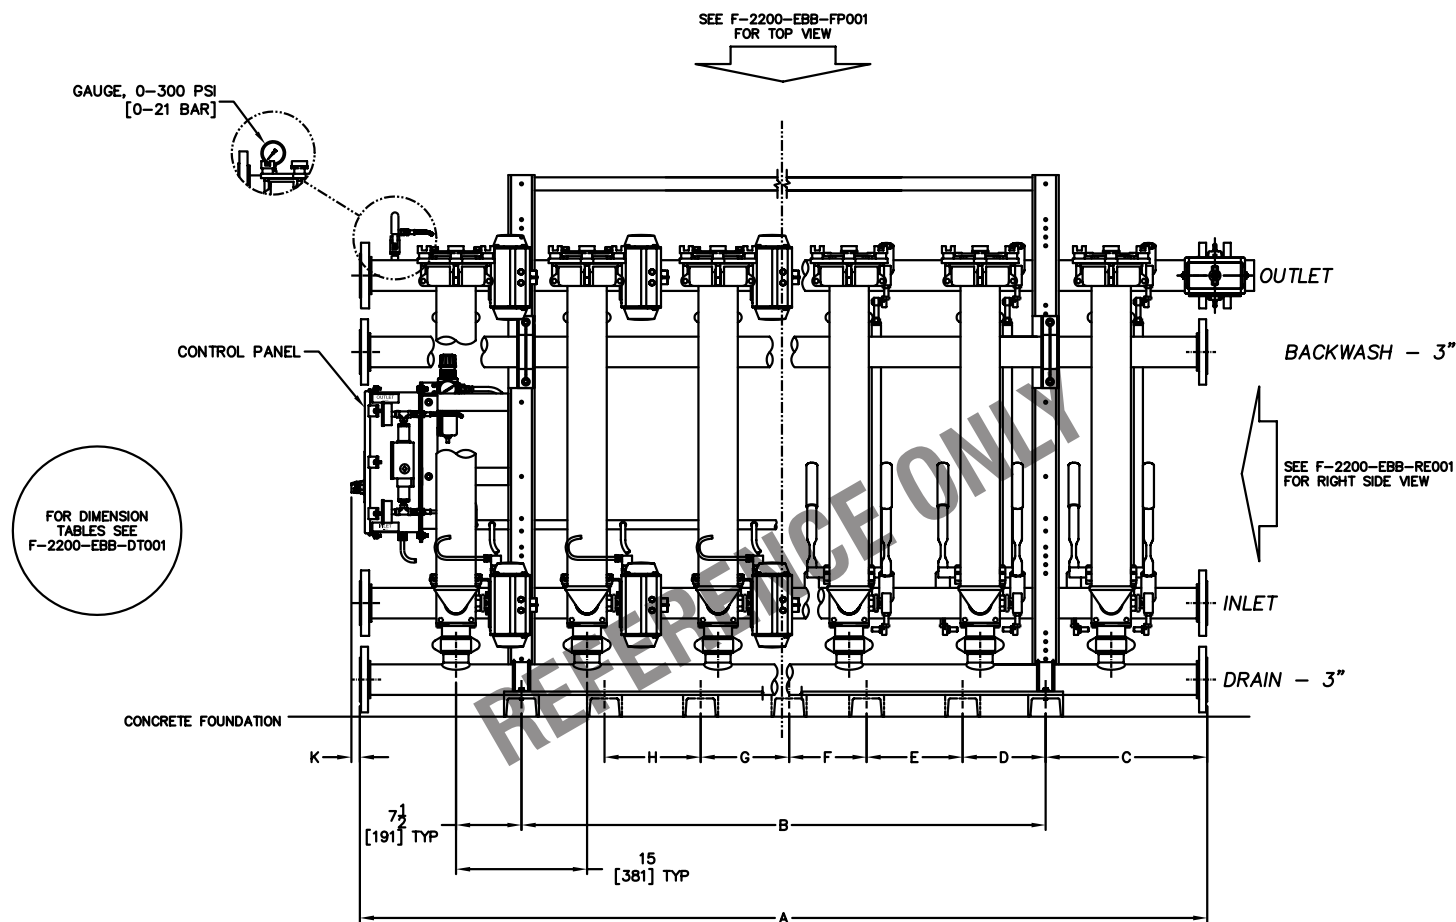 SEE F-2200-EBB-FP001
FOR TOP VIEW
GAUGE, 0-300 PSI
[0-21 BAR]
OUTLET
CONTROL PANEL
BACKWASH - 3"
OUTLET
REFERENCE ONLY
SEE F-2200-EBB-RE001
FOR RIGHT SIDE VIEW
FOR DIMENSION
TABLES SEE
F-2200-EBB-DT001
INLET
INLET
DRAIN - 3"
CONCRETE FOUNDATION
K H G F E D C
7 1/2
[191] TYP
B
15
[381] TYP
A